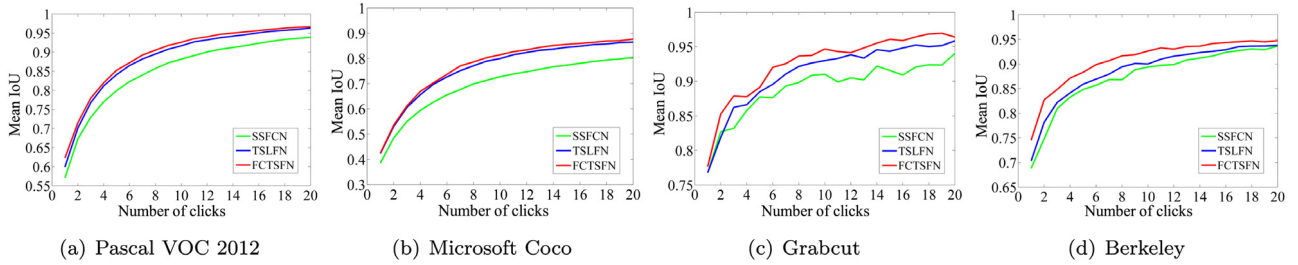 1
0.95
0.9
0.85
0.8
0.75
0.7
0.65
0.6
0.55
Mean IoU
2 4 6 8 10 12 14 16 18 20
Number of clicks
SSFCN
TSLFN
FCTSFN
(a) Pascal VOC 2012
1
0.9
0.8
0.7
0.6
0.5
0.4
0.3
Mean IoU
0 2 4 6 8 10 12 14 16 18 20
Number of clicks
SSFCN
TSLFN
FCTSFN
(b) Microsoft Coco
1
0.95
0.9
0.85
0.8
0.75
Mean IoU
0 2 4 6 8 10 12 14 16 18 20
Number of clicks
SSFCN
TSLFN
FCTSFN
(c) Grabcut
1
0.95
0.9
0.85
0.8
0.75
0.7
0.65
Mean IoU
0 2 4 6 8 10 12 14 16 18 20
Number of clicks
SSFCN
TSLFN
FCTSFN
(d) Berkeley